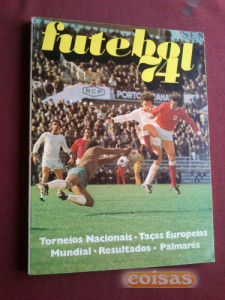 futebol
74
RCP
PORTO
Torneios Nacionais • Taças Europeias
Mundial • Resultados • Palmarés
coisas